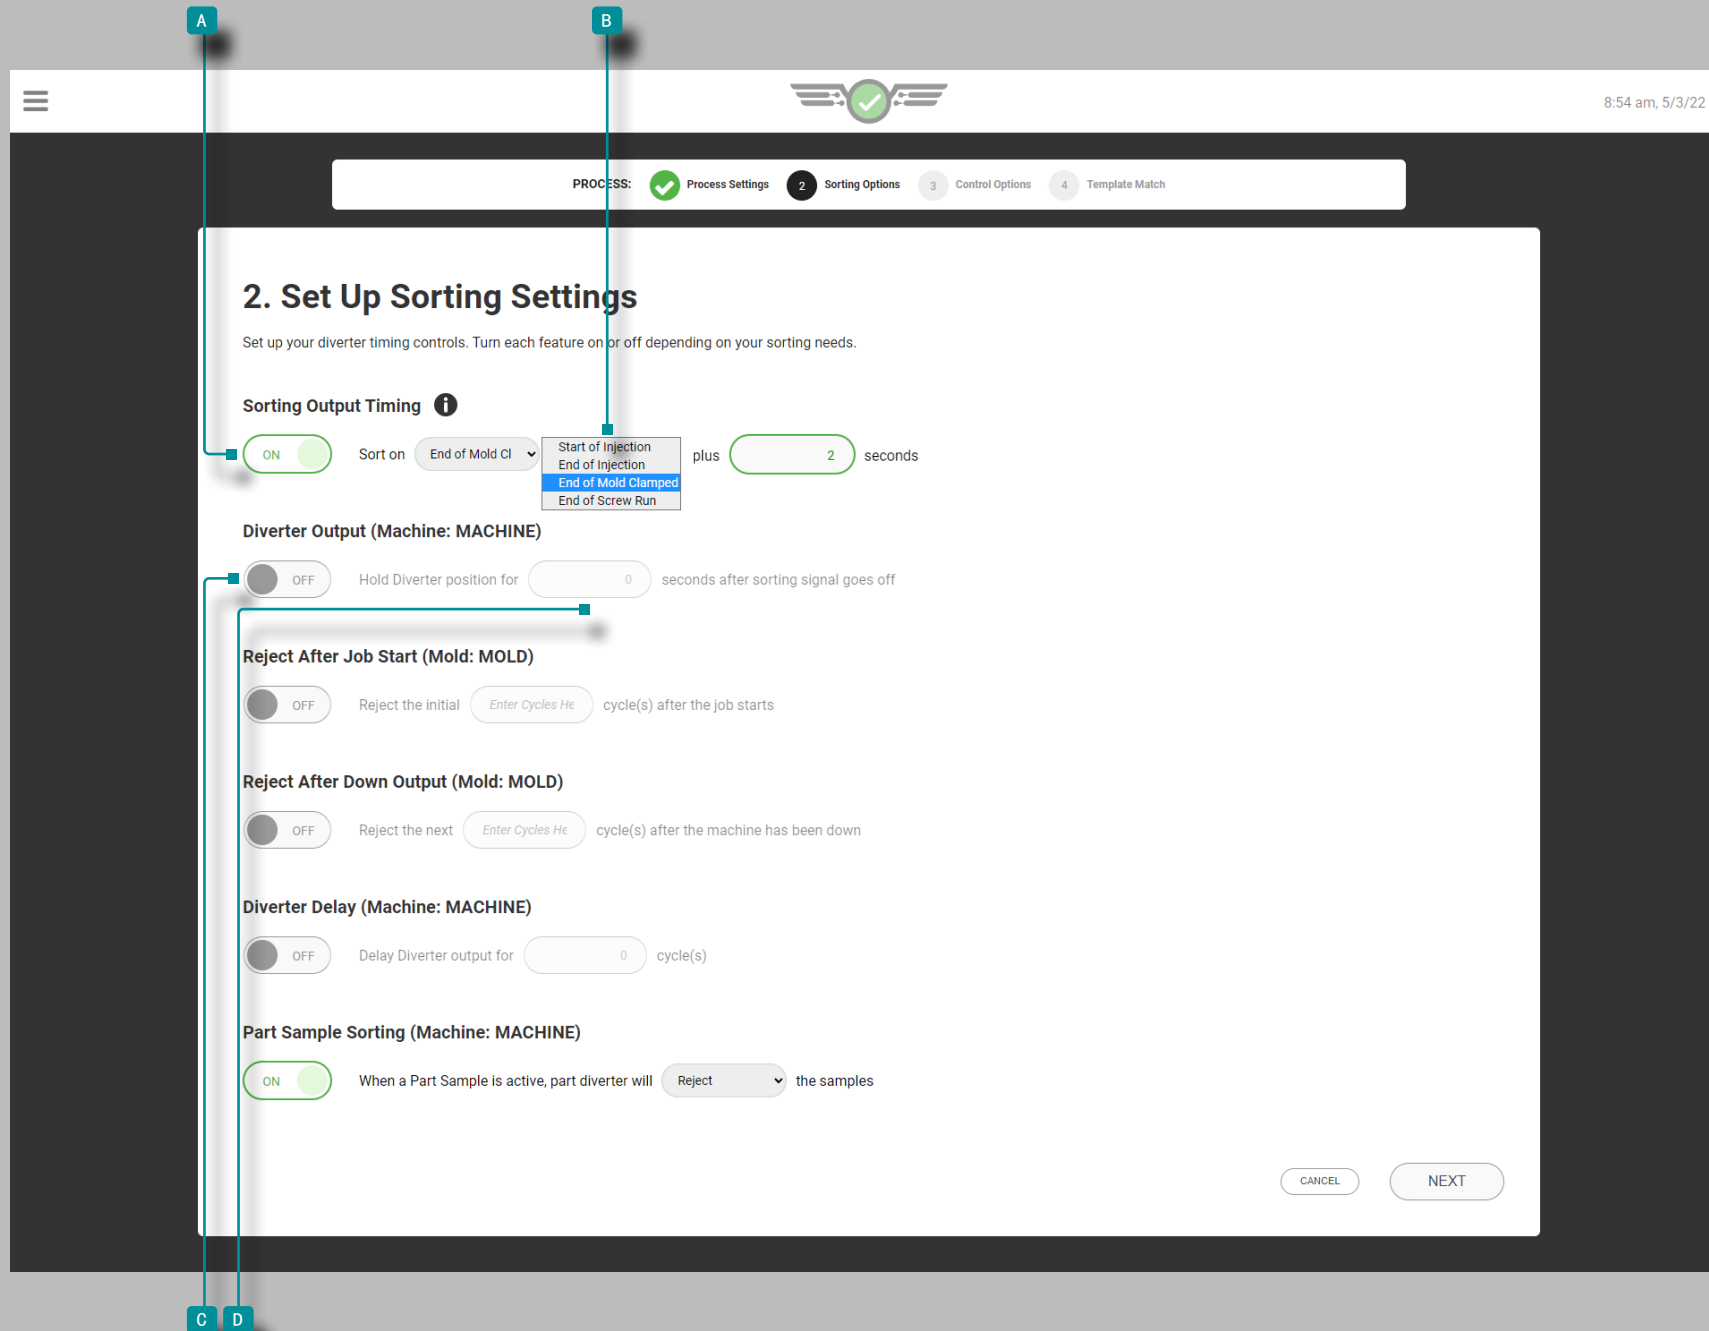 A B
8:54 am, 5/3/22
PROCESS: Process Settings 2 Sorting Options 3 Control Options 4 Template Match
2. Set Up Sorting Settings
Set up your diverter timing controls. Turn each feature on or off depending on your sorting needs.
Sorting Output Timing i
ON Sort on End of Mold Cl plus 2 seconds
Start of Injection
End of Injection
End of Mold Clamped
End of Screw Run
Diverter Output (Machine: MACHINE)
OFF Hold Diverter position for 0 seconds after sorting signal goes off
Reject After Job Start (Mold: MOLD)
OFF Reject the initial Enter Cycles He cycle(s) after the job starts
Reject After Down Output (Mold: MOLD)
OFF Reject the next Enter Cycles He cycle(s) after the machine has been down
Diverter Delay (Machine: MACHINE)
OFF Delay Diverter output for 0 cycle(s)
Part Sample Sorting (Machine: MACHINE)
ON When a Part Sample is active, part diverter will Reject the samples
CANCEL NEXT
C D